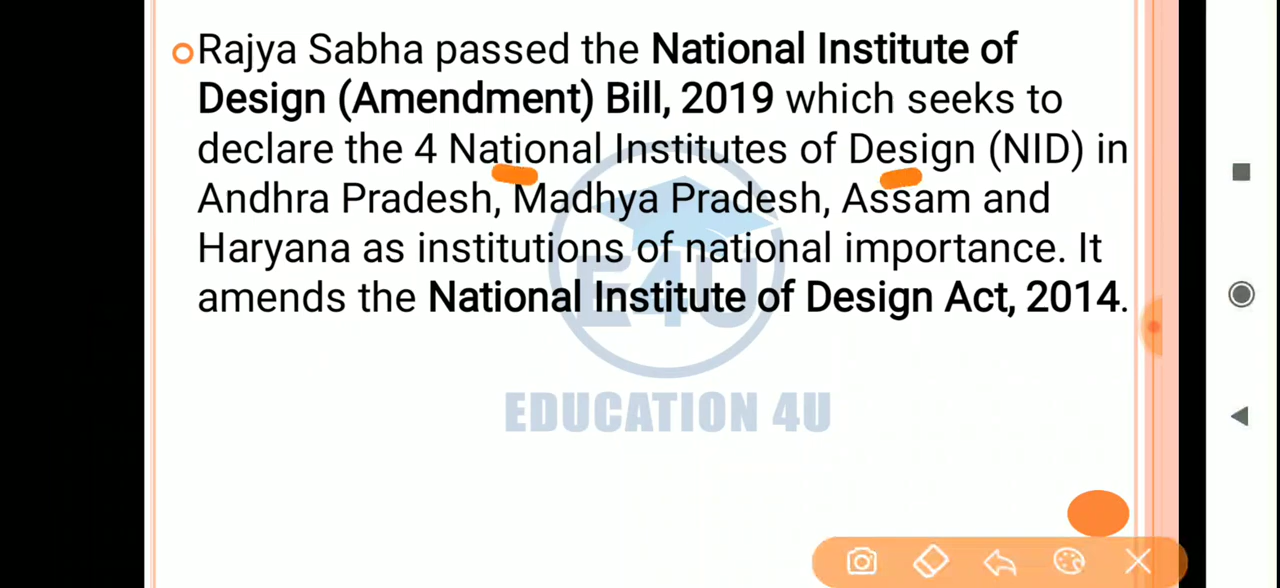 Rajya Sabha passed the National Institute of
Design (Amendment) Bill, 2019 which seeks to
declare the 4 National Institutes of Design (NID) in
Andhra Pradesh, Madhya Pradesh, Assam and
Haryana as institutions of national importance. It
amends the National Institute of Design Act, 2014.
E4U
EDUCATION 4U